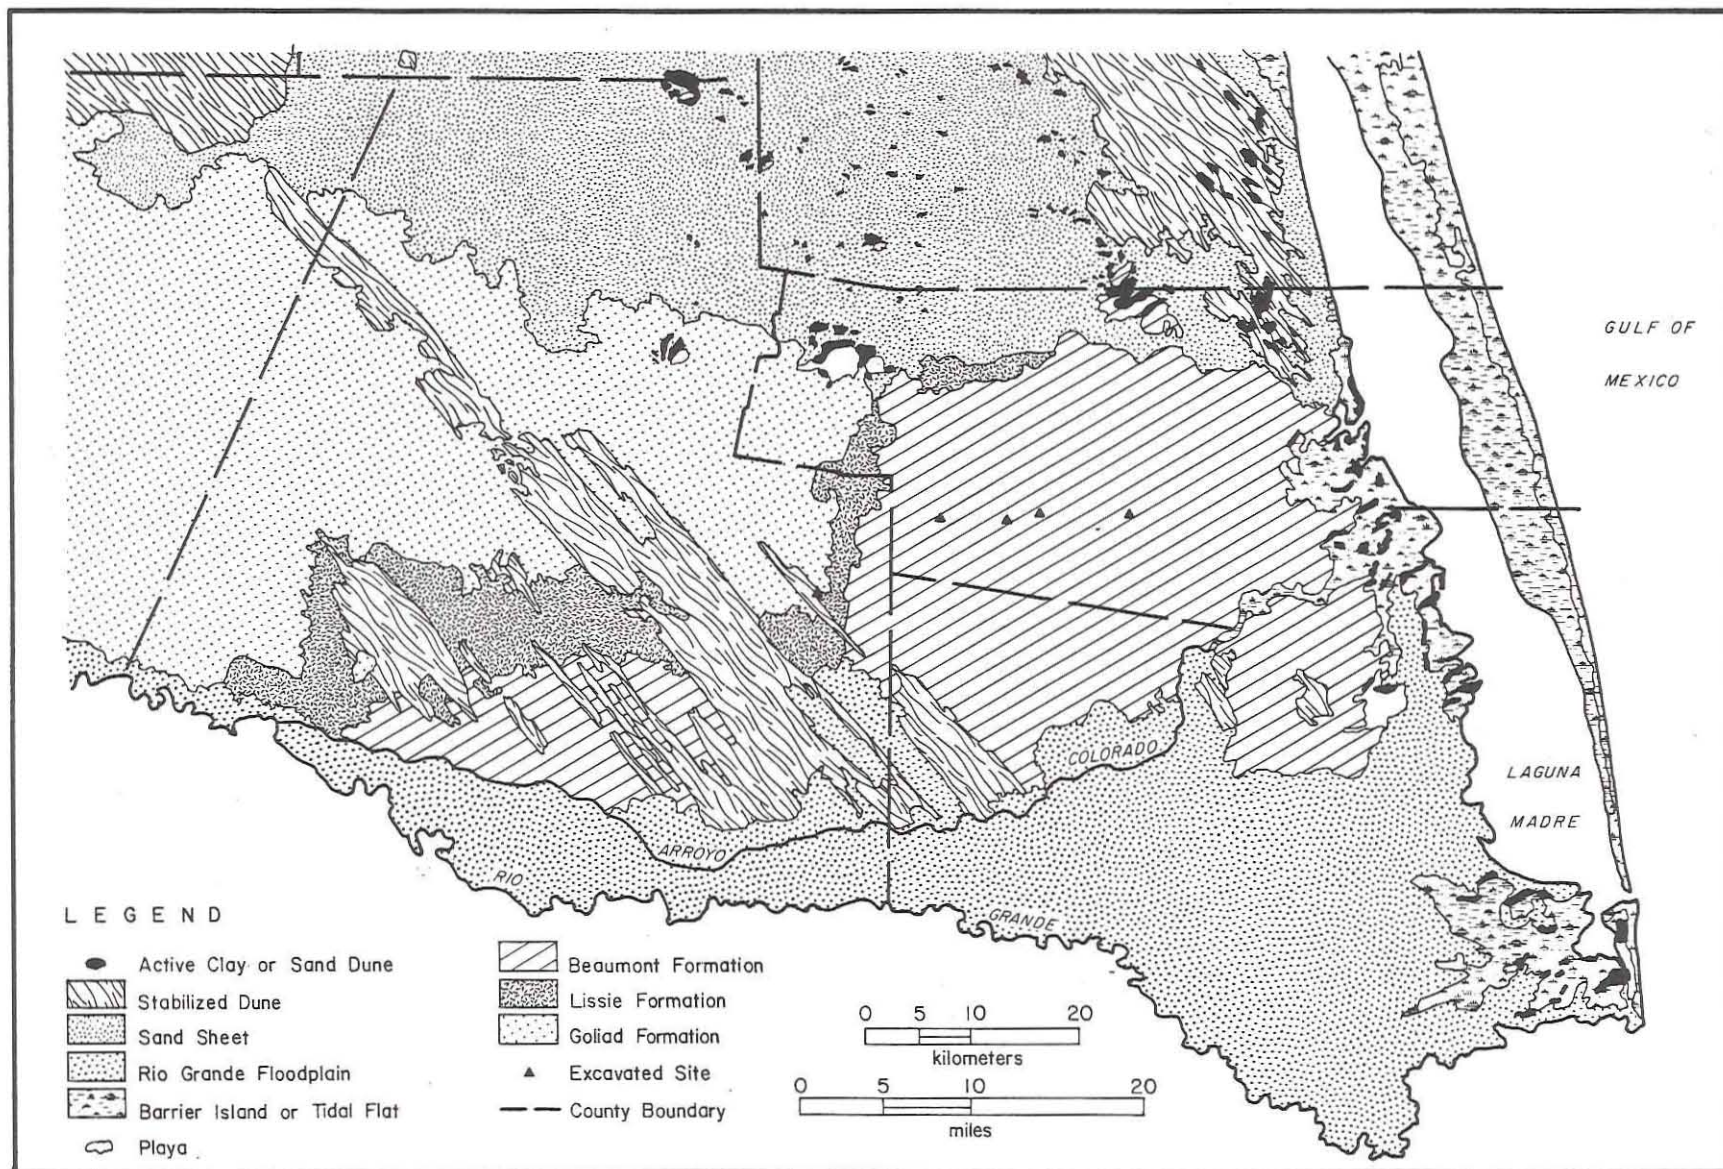 GULF OF
MEXICO
COLORADO
LAGUNA
MADRE
ARROYO
RIO
GRANDE
LEGEND
Active Clay or Sand Dune
Stabilized Dune
Sand Sheet
Rio Grande Floodplain
Barrier Island or Tidal Flat
Playa
Beaumont Formation
Lissie Formation
Goliad Formation
Excavated Site
County Boundary
0 5 10 20
kilometers
0 5 10 20
miles